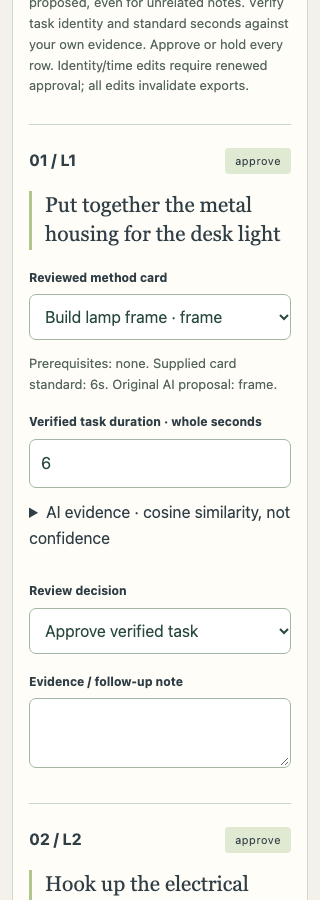 proposed, even for unrelated notes. Verify
task identity and standard seconds against
your own evidence. Approve or hold every
row. Identity/time edits require renewed
approval; all edits invalidate exports.
01 / L1
approve
Put together the metal
housing for the desk light
Reviewed method card
Build lamp frame · frame
Prerequisites: none. Supplied card
standard: 6s. Original AI proposal: frame.
Verified task duration · whole seconds
6
AI evidence · cosine similarity, not
confidence
Review decision
Approve verified task
Evidence / follow-up note
02 / L2
approve
Hook up the electrical